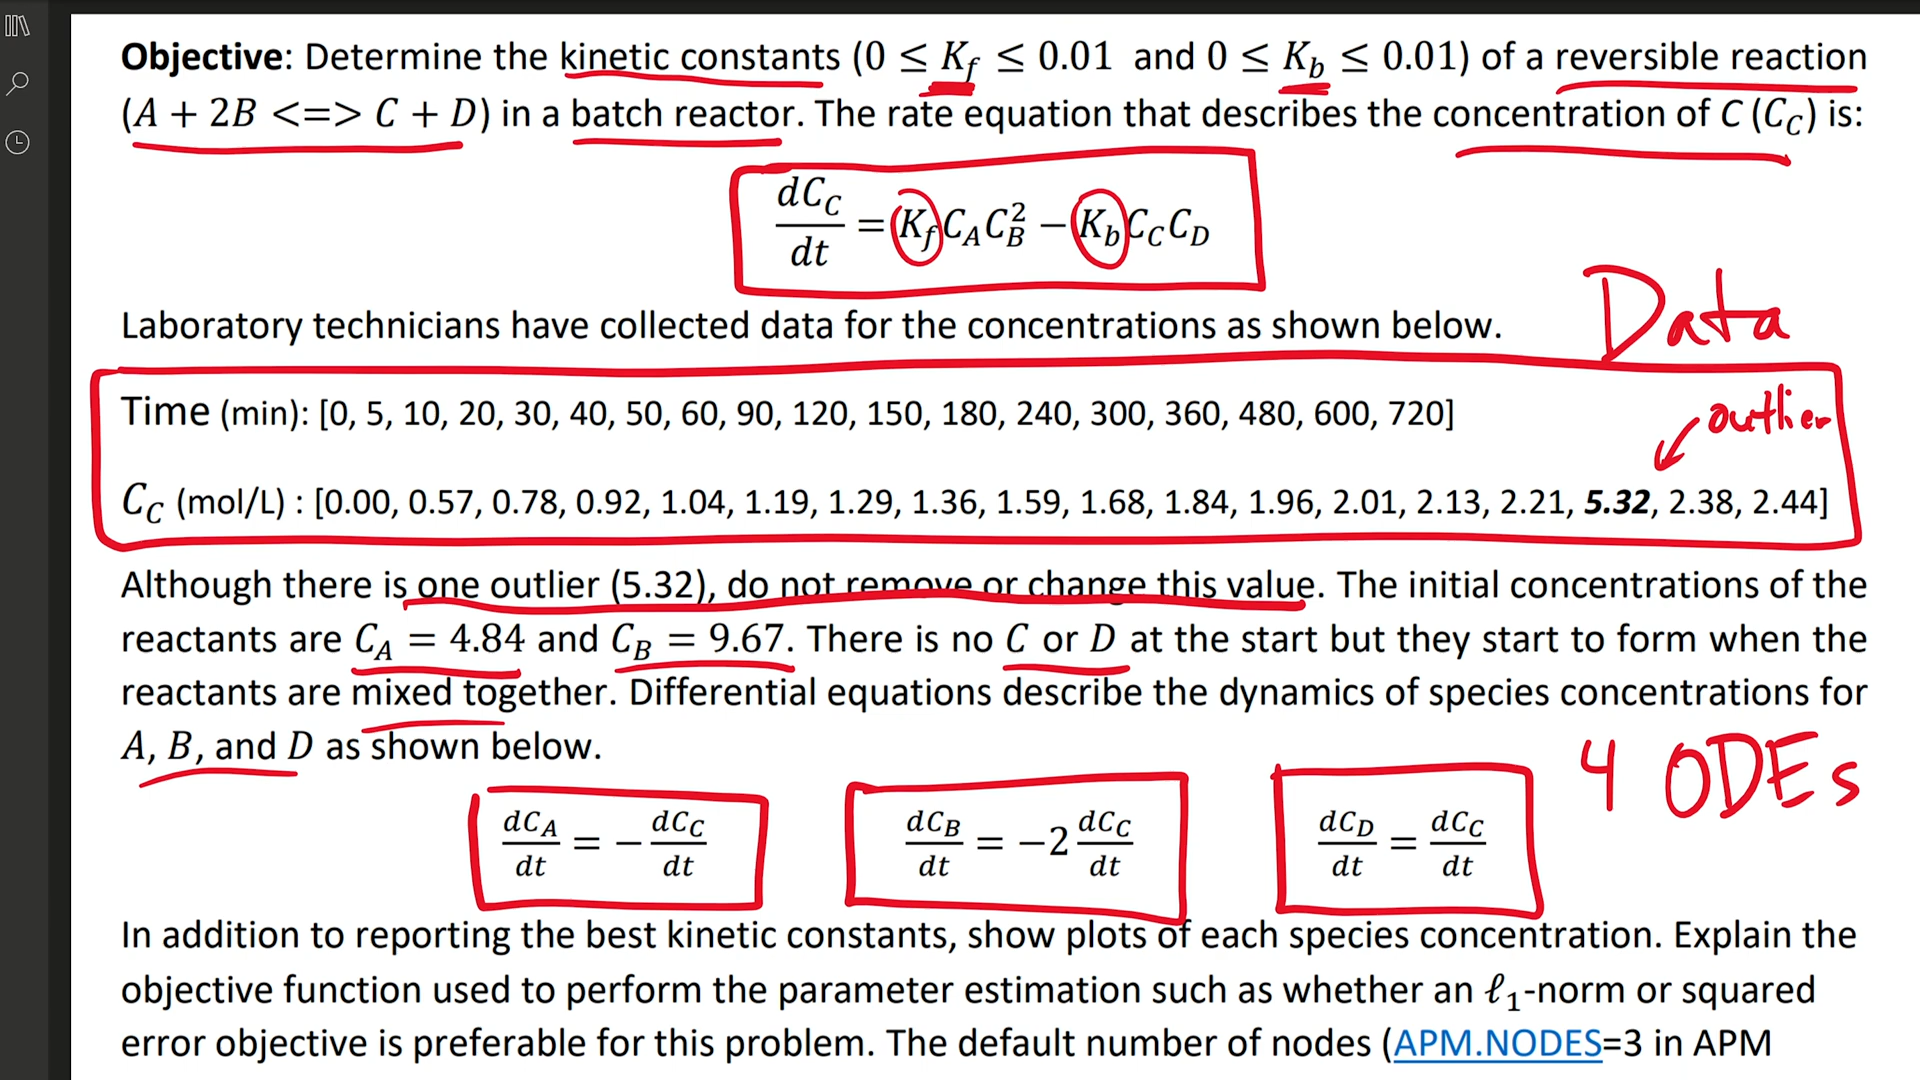 Objective: Determine the kinetic constants (0 ≤ K_f ≤ 0.01 and 0 ≤ K_b ≤ 0.01) of a reversible reaction
(A + 2B <=> C + D) in a batch reactor. The rate equation that describes the concentration of C (C_C) is:
dC_C/dt = K_f C_A C_B^2 − K_b C_C C_D
Data
Laboratory technicians have collected data for the concentrations as shown below.
Time (min): [0, 5, 10, 20, 30, 40, 50, 60, 90, 120, 150, 180, 240, 300, 360, 480, 600, 720]
outlier
C_C (mol/L) : [0.00, 0.57, 0.78, 0.92, 1.04, 1.19, 1.29, 1.36, 1.59, 1.68, 1.84, 1.96, 2.01, 2.13, 2.21, 5.32, 2.38, 2.44]
Although there is one outlier (5.32), do not remove or change this value. The initial concentrations of the
reactants are C_A = 4.84 and C_B = 9.67. There is no C or D at the start but they start to form when the
reactants are mixed together. Differential equations describe the dynamics of species concentrations for
A, B, and D as shown below.
4 ODEs
dC_A/dt = − dC_C/dt dC_B/dt = −2 dC_C/dt dC_D/dt = dC_C/dt
In addition to reporting the best kinetic constants, show plots of each species concentration. Explain the
objective function used to perform the parameter estimation such as whether an ℓ₁-norm or squared
error objective is preferable for this problem. The default number of nodes (APM.NODES=3 in APM